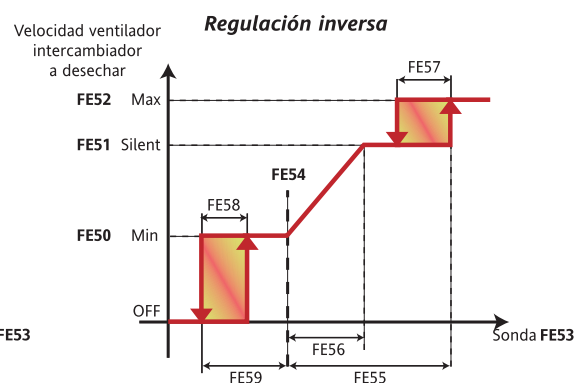 Regulación inversa
Velocidad ventilador
intercambiador
a desechar
FE57
FE52 Max
FE51 Silent
FE54
FE58
FE50 Min
OFF
FE53
Sonda FE53
FE56
FE59
FE55